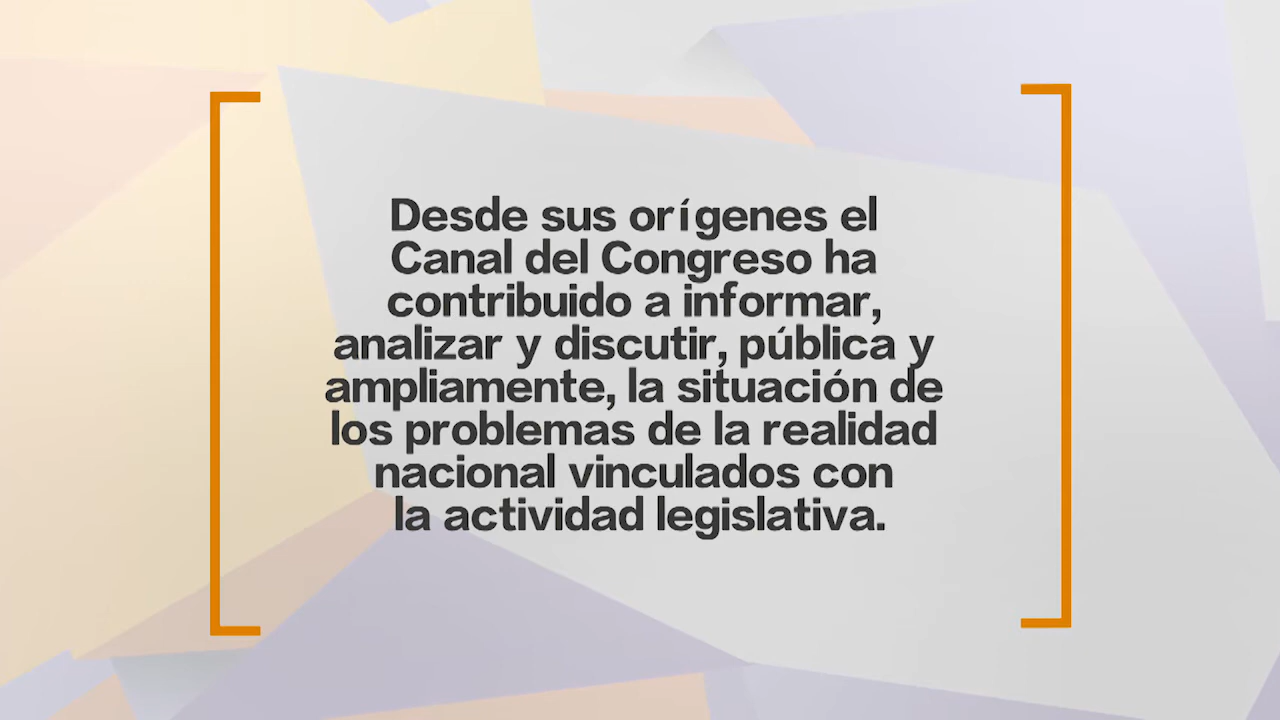 Desde sus orígenes el
Canal del Congreso ha
contribuido a informar,
analizar y discutir, pública y
ampliamente, la situación de
los problemas de la realidad
nacional vinculados con
la actividad legislativa.